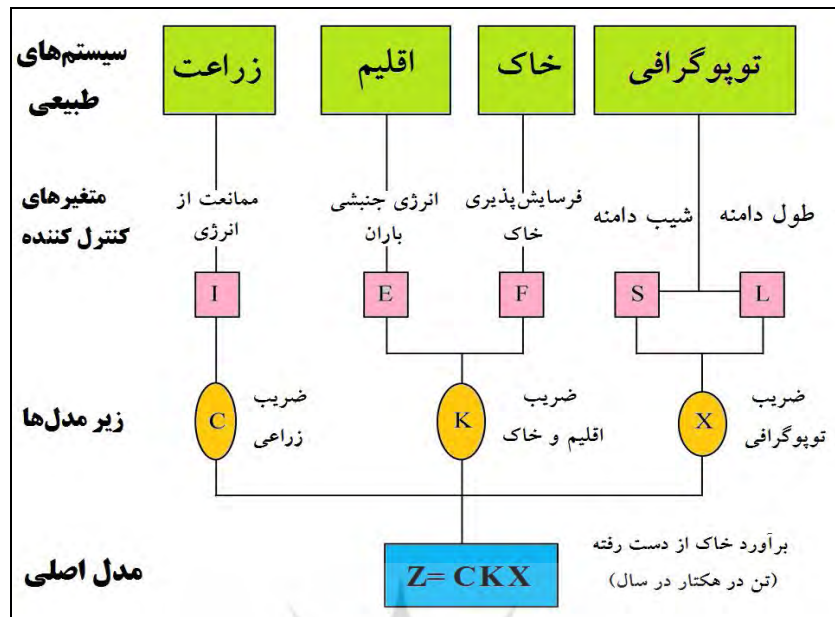 سیستم‌های
طبیعی
توپوگرافی
خاک
اقلیم
زراعت
متغیرهای
کنترل کننده
طول دامنه
شیب دامنه
فرسایش‌پذیری
خاک
انرژی جنبشی
باران
ممانعت از
انرژی
L
S
F
E
I
زیر مدل‌ها
X
ضریب
توپوگرافی
K
ضریب
اقلیم و خاک
C
ضریب
زراعی
مدل اصلی
Z= CKX
برآورد خاک از دست رفته
(تن در هکتار در سال)